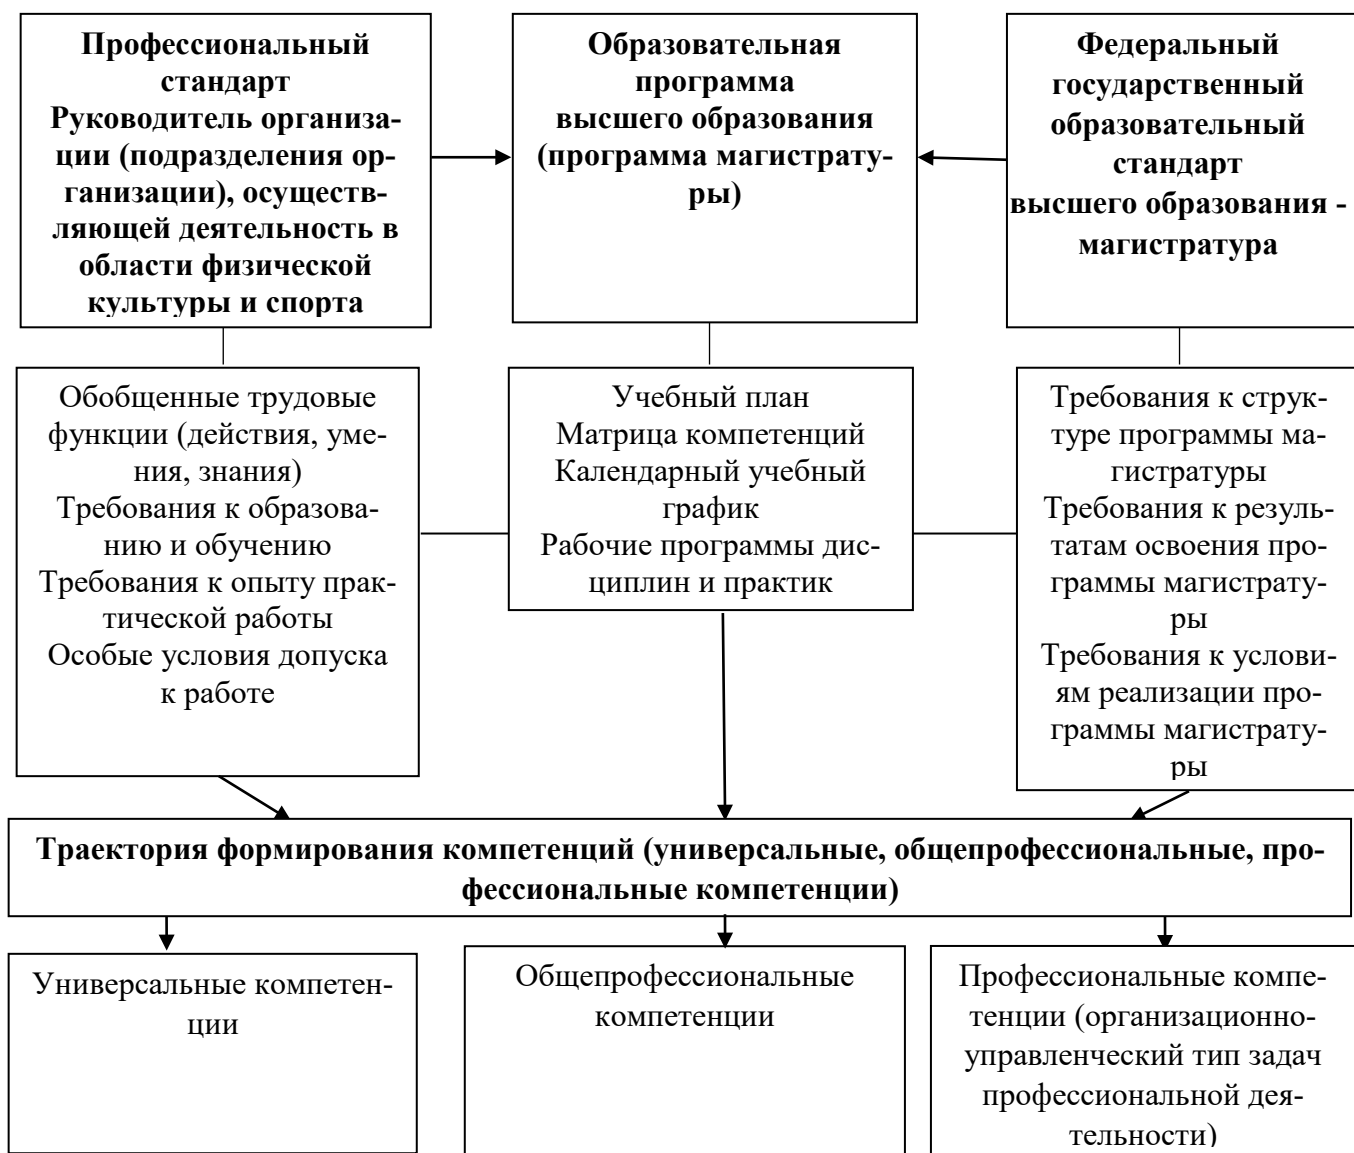 Профессиональный
стандарт
Руководитель организа-
ции (подразделения ор-
ганизации), осуществ-
ляющей деятельность в
области физической
культуры и спорта
Образовательная
программа
высшего образования
(программа магистрату-
ры)
Федеральный
государственный
образовательный
стандарт
высшего образования -
магистратура
Обобщенные трудовые
функции (действия, уме-
ния, знания)
Требования к образова-
нию и обучению
Требования к опыту прак-
тической работы
Особые условия допуска
к работе
Учебный план
Матрица компетенций
Календарный учебный
график
Рабочие программы дис-
циплин и практик
Требования к струк-
туре программы ма-
гистратуры
Требования к резуль-
татам освоения про-
граммы магистрату-
ры
Требования к услови-
ям реализации про-
граммы магистрату-
ры
Траектория формирования компетенций (универсальные, общепрофессиональные, про-
фессиональные компетенции)
Универсальные компетен-
ции
Общепрофессиональные
компетенции
Профессиональные компе-
тенции (организационно-
управленческий тип задач
профессиональной дея-
тельности)